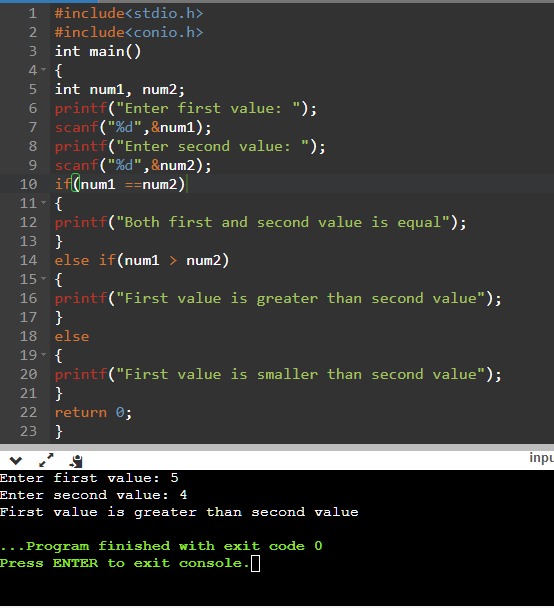 1 #include<stdio.h>
2 #include<conio.h>
3 int main()
4 {
5 int num1, num2;
6 printf("Enter first value: ");
7 scanf("%d",&num1);
8 printf("Enter second value: ");
9 scanf("%d",&num2);
10 if(num1 ==num2)
11 {
12 printf("Both first and second value is equal");
13 }
14 else if(num1 > num2)
15 {
16 printf("First value is greater than second value");
17 }
18 else
19 {
20 printf("First value is smaller than second value");
21 }
22 return 0;
23 }
inpu
Enter first value: 5
Enter second value: 4
First value is greater than second value
...Program finished with exit code 0
Press ENTER to exit console.